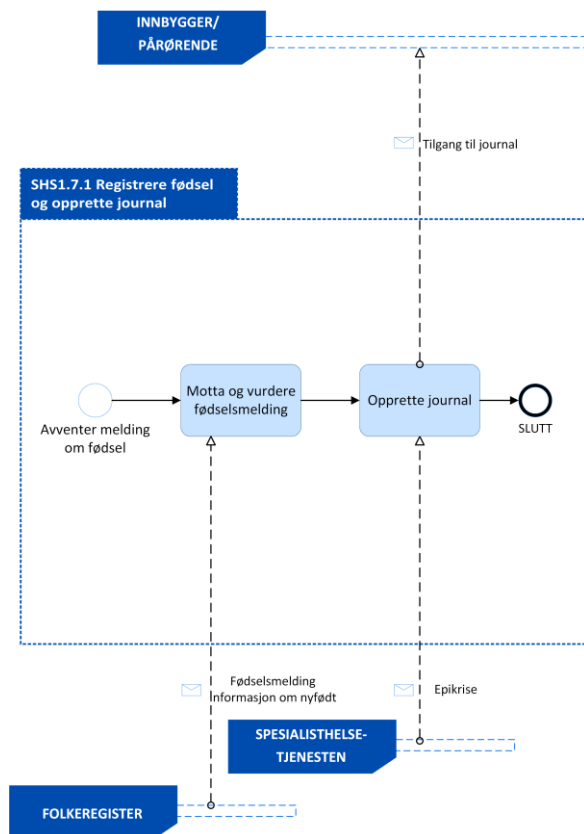 INNBYGGER/
PÅRØRENDE
Tilgang til journal
SHS1.7.1 Registrere fødsel
og opprette journal
Motta og vurdere
fødselsmelding
Opprette journal
Avventer melding
om fødsel
SLUTT
Fødselsmelding
Informasjon om nyfødt
Epikrise
SPESIALISTHELSE-
TJENESTEN
FOLKEREGISTER